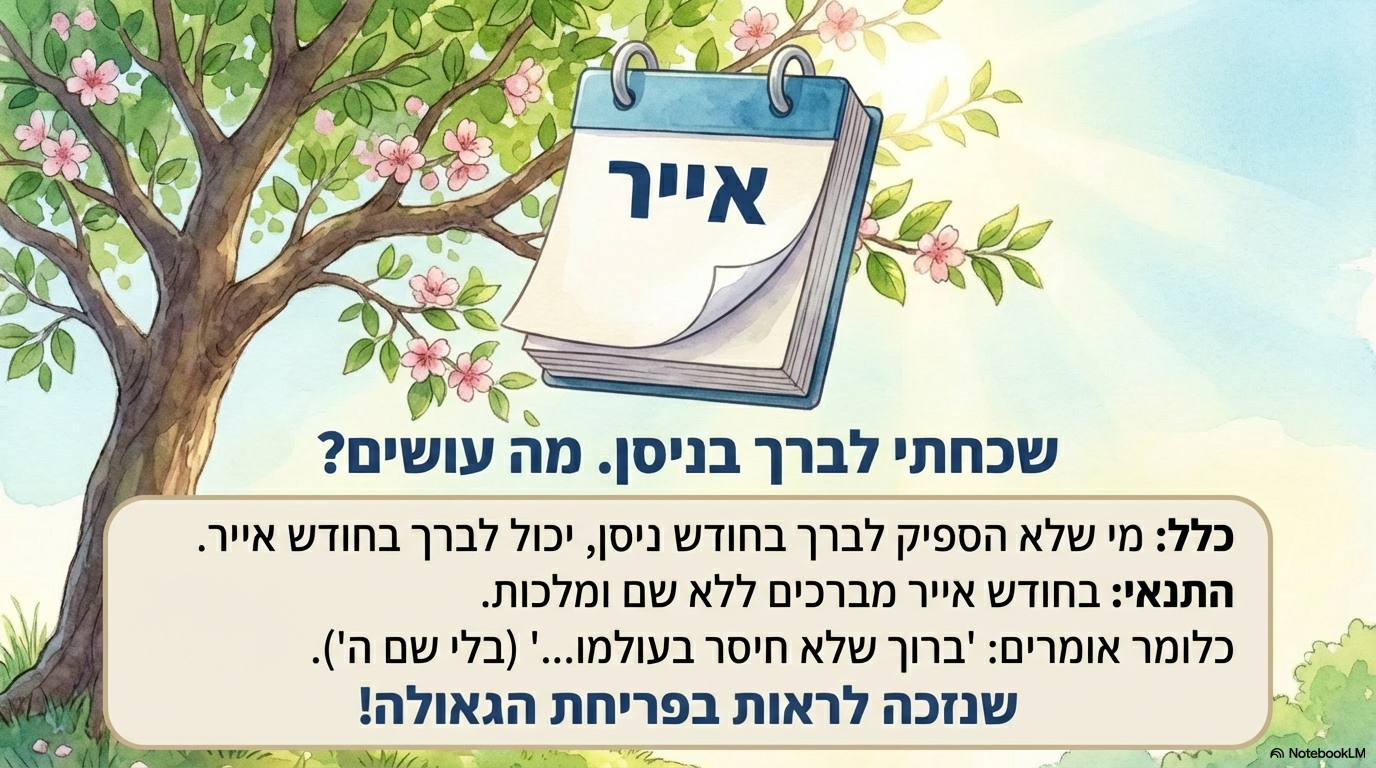 אייר
שכחתי לברך בניסן. מה עושים?
כלל: מי שלא הספיק לברך בחודש ניסן, יכול לברך בחודש אייר.
התנאי: בחודש אייר מברכים ללא שם ומלכות.
כלומר אומרים: 'ברוך שלא חיסר בעולמו...' (בלי שם ה').
שנזכה לראות בפריחת הגאולה!
NotebookLM